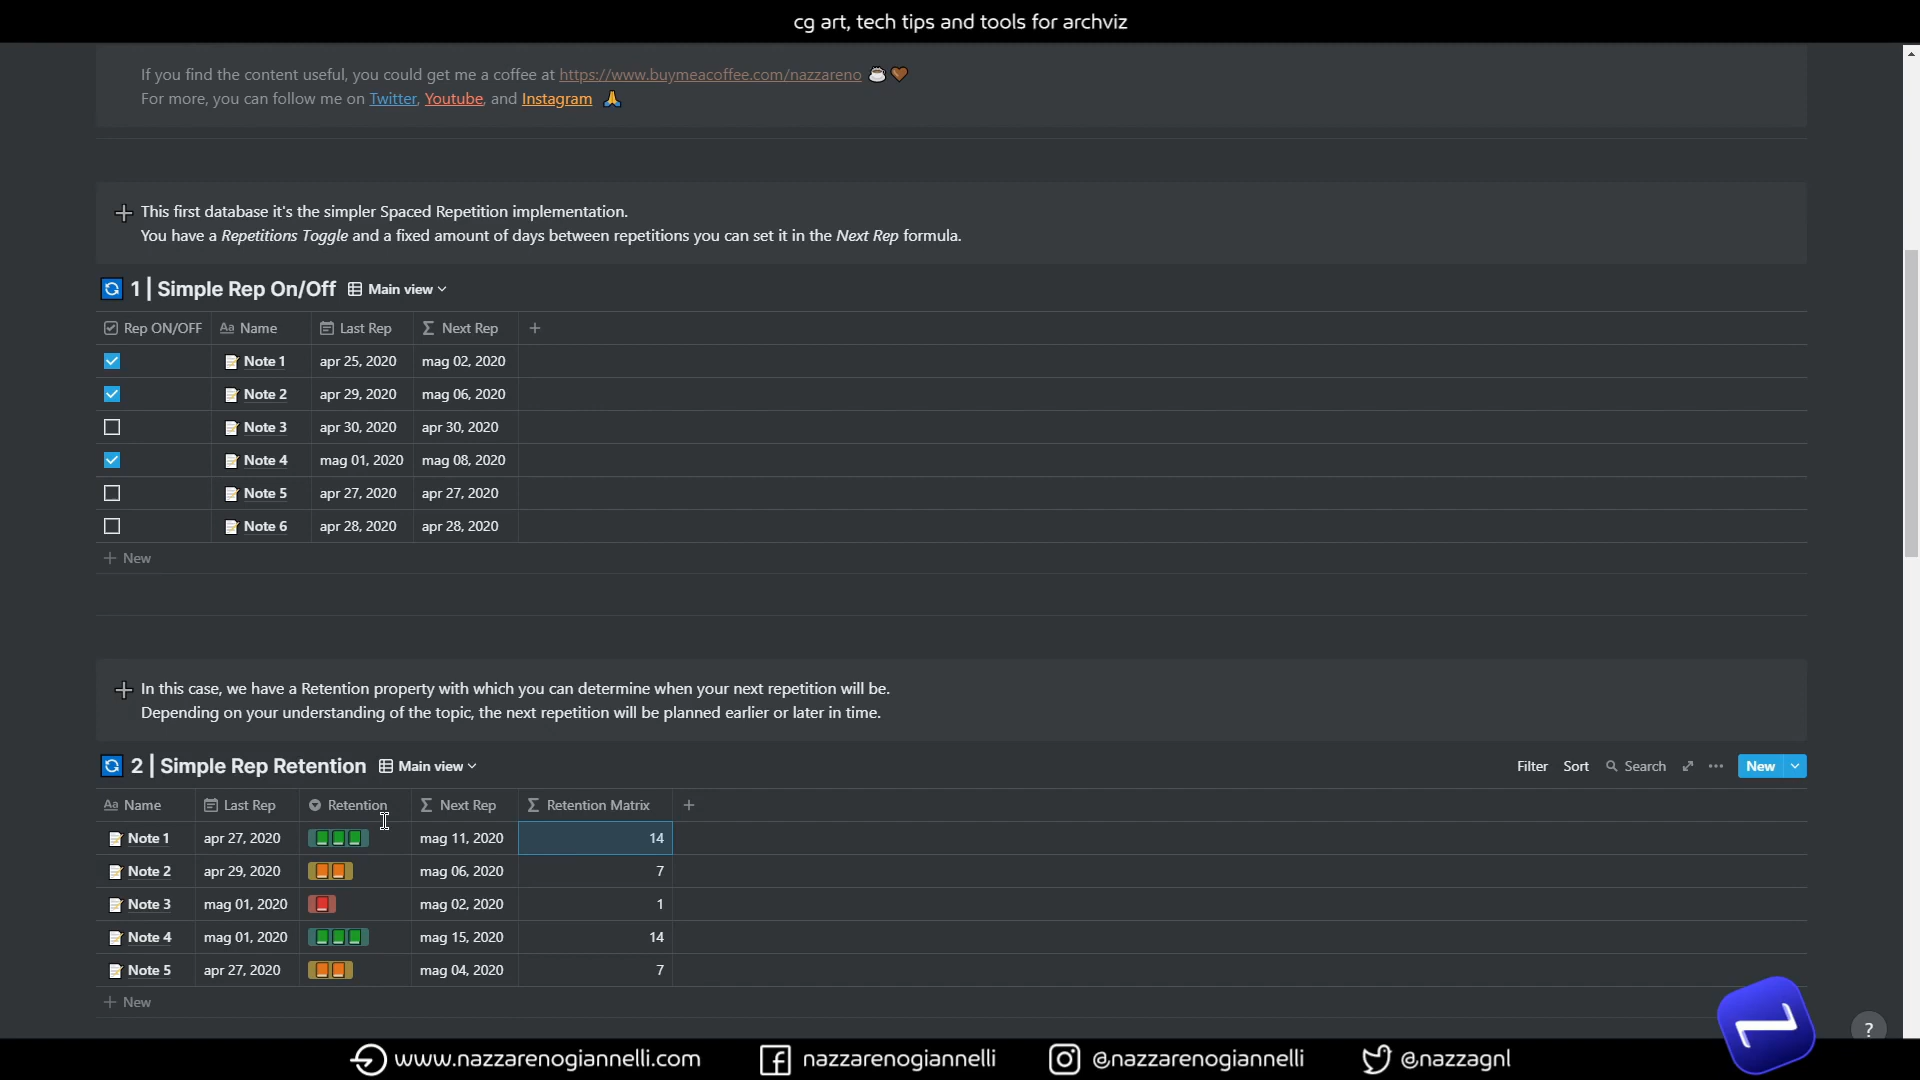 cg art, tech tips and tools for archviz
If you find the content useful, you could get me a coffee at https://www.buymeacoffee.com/nazzareno
For more, you can follow me on Twitter, Youtube, and Instagram
This first database it's the simpler Spaced Repetition implementation.
You have a Repetitions Toggle and a fixed amount of days between repetitions you can set it in the Next Rep formula.
1 | Simple Rep On/Off Main view
Rep ON/OFF Aa Name Last Rep Σ Next Rep +
Note 1 apr 25, 2020 mag 02, 2020
Note 2 apr 29, 2020 mag 06, 2020
Note 3 apr 30, 2020 apr 30, 2020
Note 4 mag 01, 2020 mag 08, 2020
Note 5 apr 27, 2020 apr 27, 2020
Note 6 apr 28, 2020 apr 28, 2020
+ New
In this case, we have a Retention property with which you can determine when your next repetition will be.
Depending on your understanding of the topic, the next repetition will be planned earlier or later in time.
2 | Simple Rep Retention Main view Filter Sort Search ••• New
Aa Name Last Rep Retention Σ Next Rep Σ Retention Matrix +
Note 1 apr 27, 2020 mag 11, 2020 14
Note 2 apr 29, 2020 mag 06, 2020 7
Note 3 mag 01, 2020 mag 02, 2020 1
Note 4 mag 01, 2020 mag 15, 2020 14
Note 5 apr 27, 2020 mag 04, 2020 7
+ New
?
www.nazzarenogiannelli.com nazzarenogiannelli @nazzarenogiannelli @nazzagnl